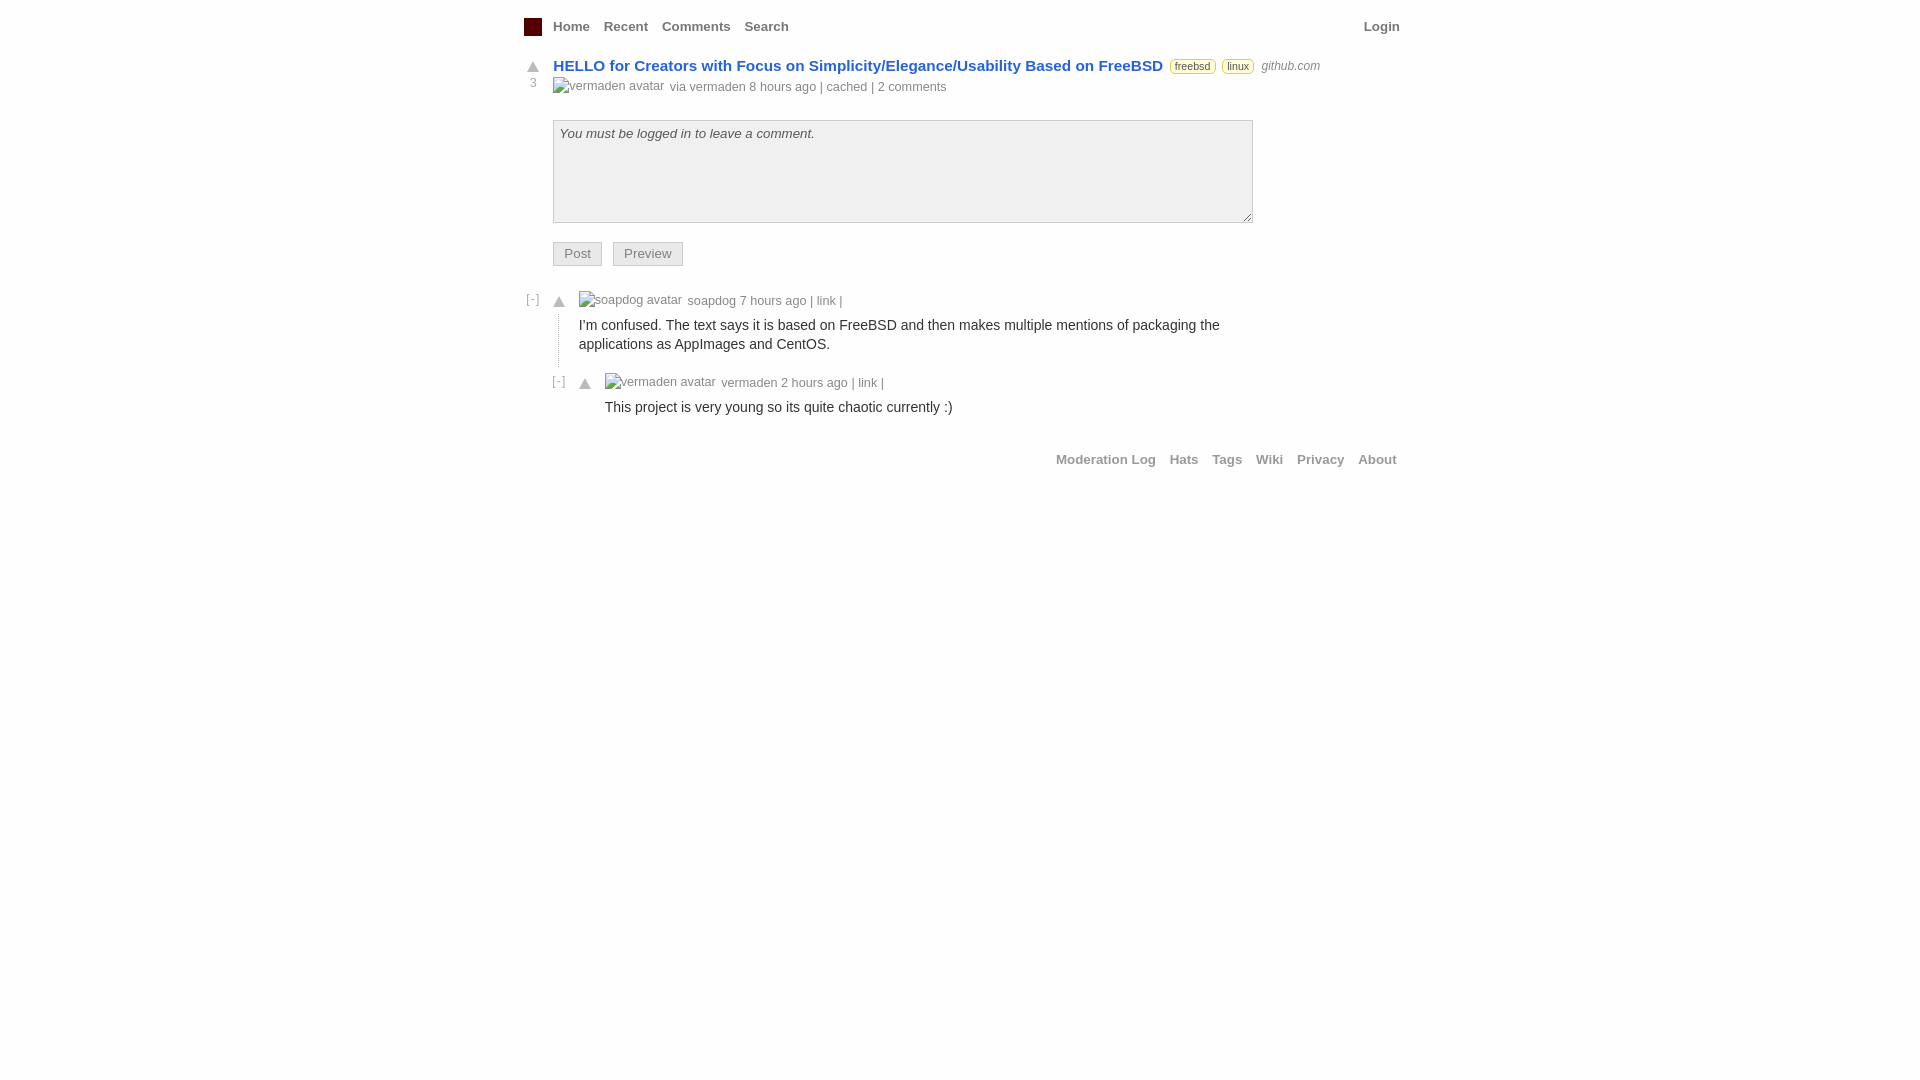 Home Recent Comments Search Login
HELLO for Creators with Focus on Simplicity/Elegance/Usability Based on FreeBSD freebsd linux github.com
3
vermaden avatar via vermaden 8 hours ago | cached | 2 comments
You must be logged in to leave a comment.
Post Preview
[-] soapdog avatar soapdog 7 hours ago | link |
I’m confused. The text says it is based on FreeBSD and then makes multiple mentions of packaging the
applications as AppImages and CentOS.
[-] vermaden avatar vermaden 2 hours ago | link |
This project is very young so its quite chaotic currently :)
Moderation Log Hats Tags Wiki Privacy About